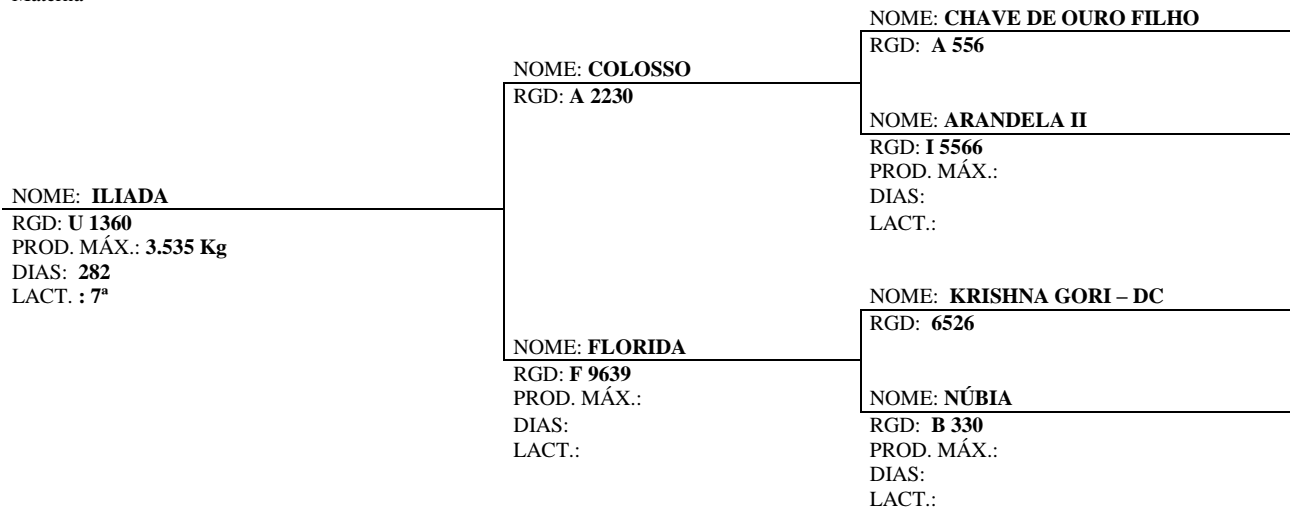 NOME: CHAVE DE OURO FILHO
RGD: A 556
NOME: COLOSSO
RGD: A 2230
NOME: ARANDELA II
RGD: I 5566
PROD. MÁX.:
DIAS:
LACT.:
NOME: ILIADA
RGD: U 1360
PROD. MÁX.: 3.535 Kg
DIAS: 282
LACT. : 7ª
NOME: KRISHNA GORI – DC
RGD: 6526
NOME: FLORIDA
RGD: F 9639
PROD. MÁX.:
DIAS:
LACT.:
NOME: NÚBIA
RGD: B 330
PROD. MÁX.:
DIAS:
LACT.: